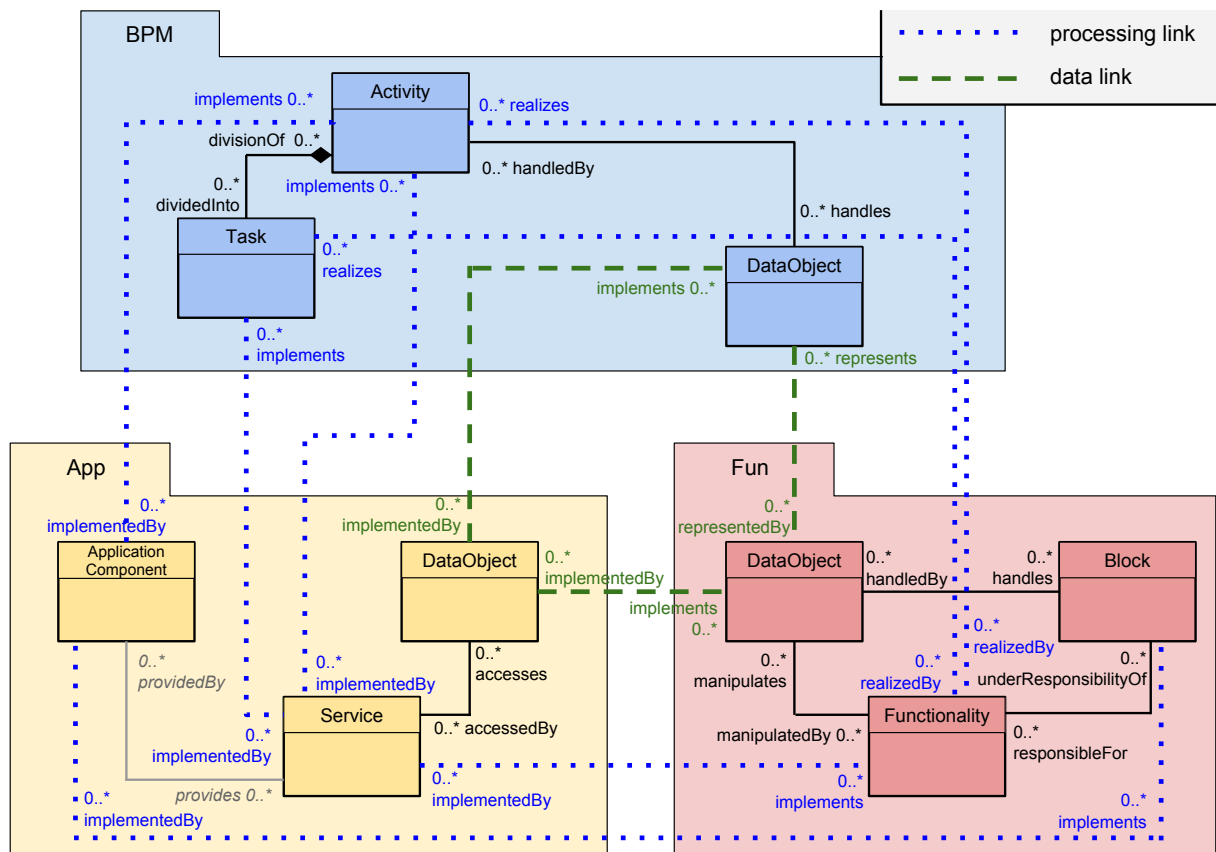 BPM
processing link
data link
Activity
implements 0..*
0..* realizes
divisionOf 0..*
0..* handledBy
implements 0..*
0..*
dividedInto
0..* handles
Task
0..*
realizes
DataObject
implements 0..*
0..*
implements
0..* represents
App
Fun
0..*
implementedBy
0..*
implementedBy
0..*
representedBy
Application
Component
DataObject
0..*
implementedBy
DataObject
0..*
handledBy
0..*
handles
Block
implements
0..*
0..*
providedBy
0..*
implementedBy
0..*
accesses
0..*
manipulates
0..*
realizedBy
0..*
realizedBy
0..*
underResponsibilityOf
Service
0..* accessedBy
Functionality
manipulatedBy 0..*
0..*
responsibleFor
0..*
implementedBy
provides 0..*
0..*
implementedBy
0..*
implements
0..*
implementedBy
0..*
implements